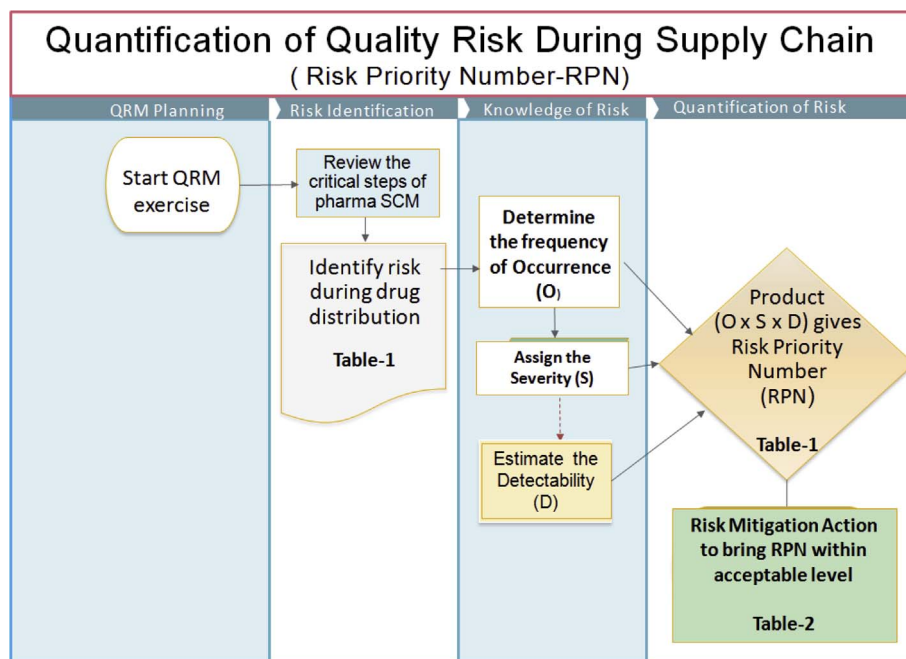 Quantification of Quality Risk During Supply Chain
( Risk Priority Number-RPN)
QRM Planning
Risk Identification
Knowledge of Risk
Quantification of Risk
Start QRM
exercise
Review the
critical steps of
pharma SCM
Identify risk
during drug
distribution
Table-1
Determine
the frequency
of Occurrence
(O)
Assign the
Severity (S)
Estimate the
Detectability
(D)
Product
(O x S x D) gives
Risk Priority
Number
(RPN)
Table-1
Risk Mitigation Action
to bring RPN within
acceptable level
Table-2